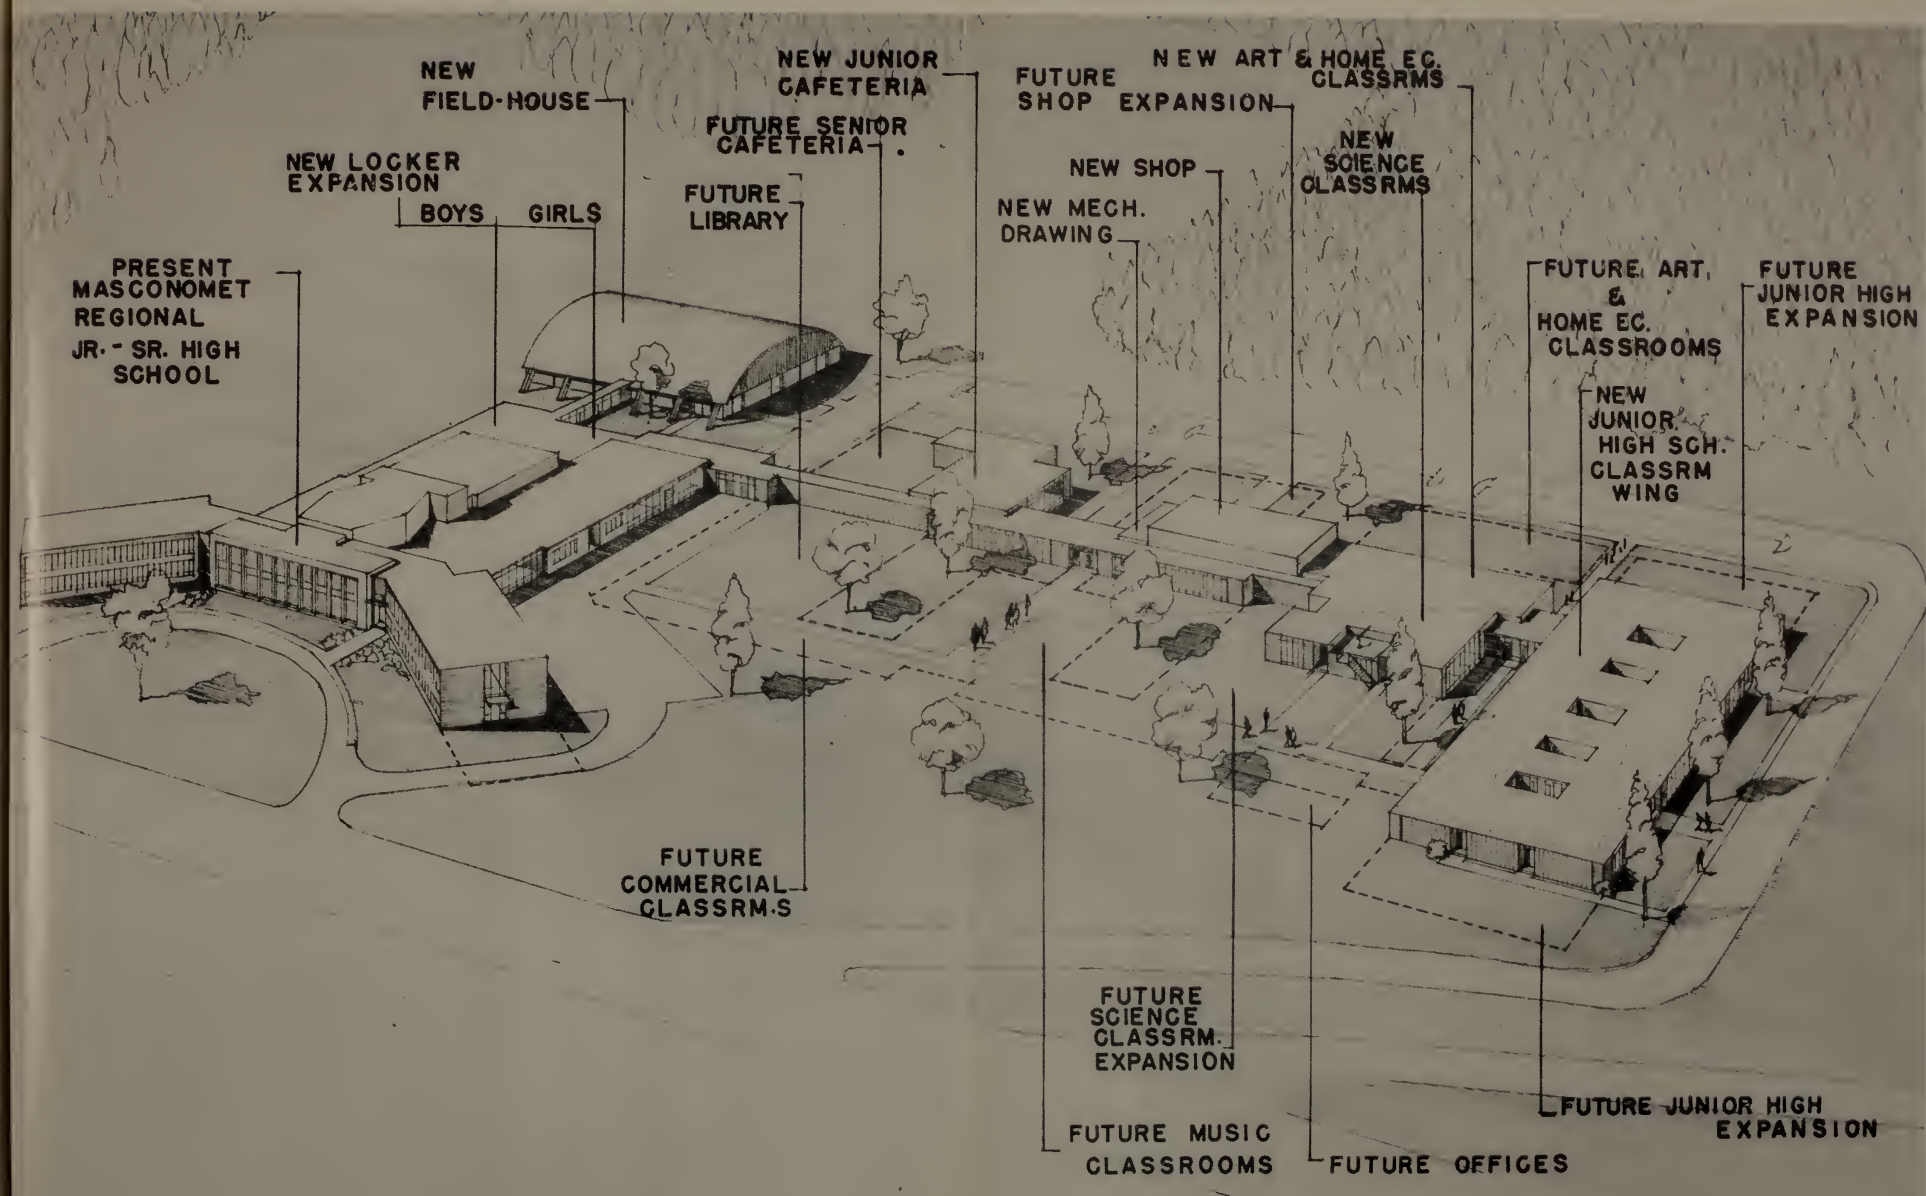 NEW
FIELD-HOUSE
NEW JUNIOR
CAFETERIA
FUTURE
SHOP EXPANSION
NEW ART & HOME EC.
CLASSRMS
FUTURE SENIOR
CAFETERIA
NEW
SCIENCE
CLASSRMS
NEW LOCKER
EXPANSION
BOYS GIRLS
FUTURE
LIBRARY
NEW SHOP
NEW MECH.
DRAWING
PRESENT
MASCONOMET
REGIONAL
JR. - SR. HIGH
SCHOOL
FUTURE ART
&
HOME EC.
CLASSROOMS
FUTURE
JUNIOR HIGH
EXPANSION
NEW
JUNIOR
HIGH SCH.
CLASSRM
WING
FUTURE
COMMERCIAL
CLASSRM.S
FUTURE
SCIENCE
CLASSRM.
EXPANSION
FUTURE MUSIC
CLASSROOMS
FUTURE OFFICES
FUTURE JUNIOR HIGH
EXPANSION